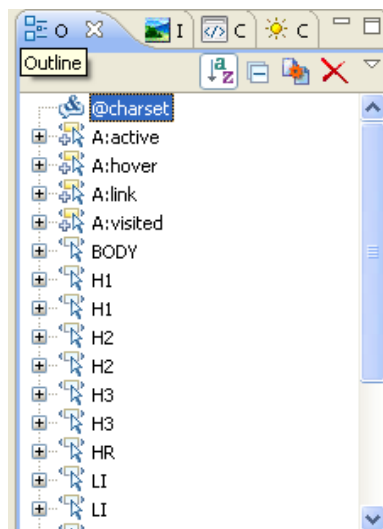 O I C C
Outline
@charset
A:active
A:hover
A:link
A:visited
BODY
H1
H1
H2
H2
H3
H3
HR
LI
LI